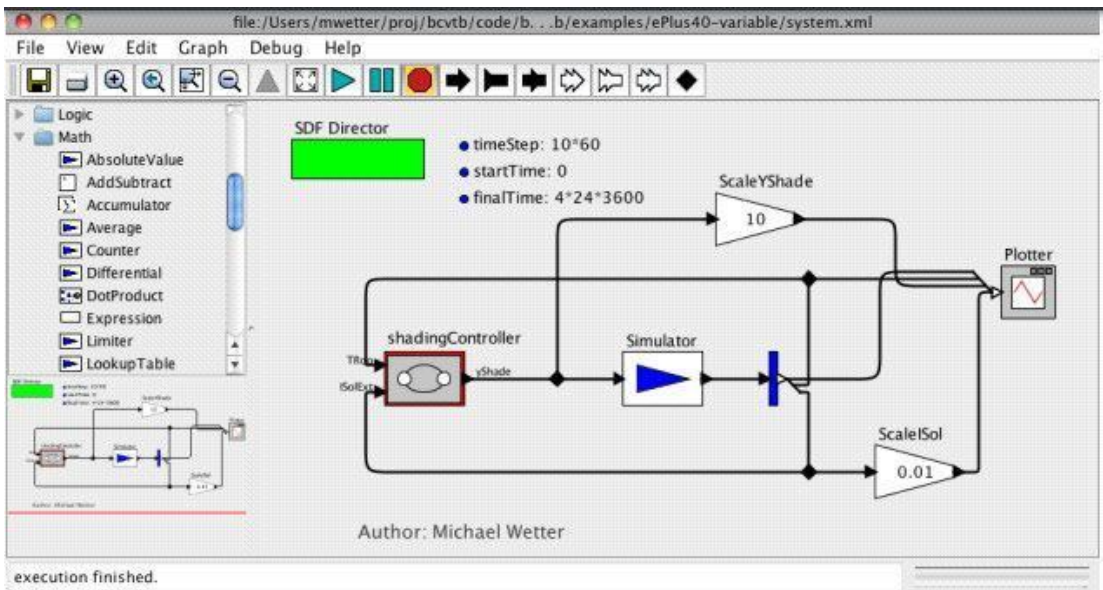 file:/Users/mwetter/proj/bcvtb/code/b. . .b/examples/ePlus40-variable/system.xml
File View Edit Graph Debug Help
Logic
Math
AbsoluteValue
AddSubtract
Accumulator
Average
Counter
Differential
DotProduct
Expression
Limiter
LookupTable
SDF Director
timeStep: 10*60
startTime: 0
finalTime: 4*24*3600
ScaleYShade
10
Plotter
shadingController
yShade
Simulator
ScaleISol
0.01
Author: Michael Wetter
execution finished.